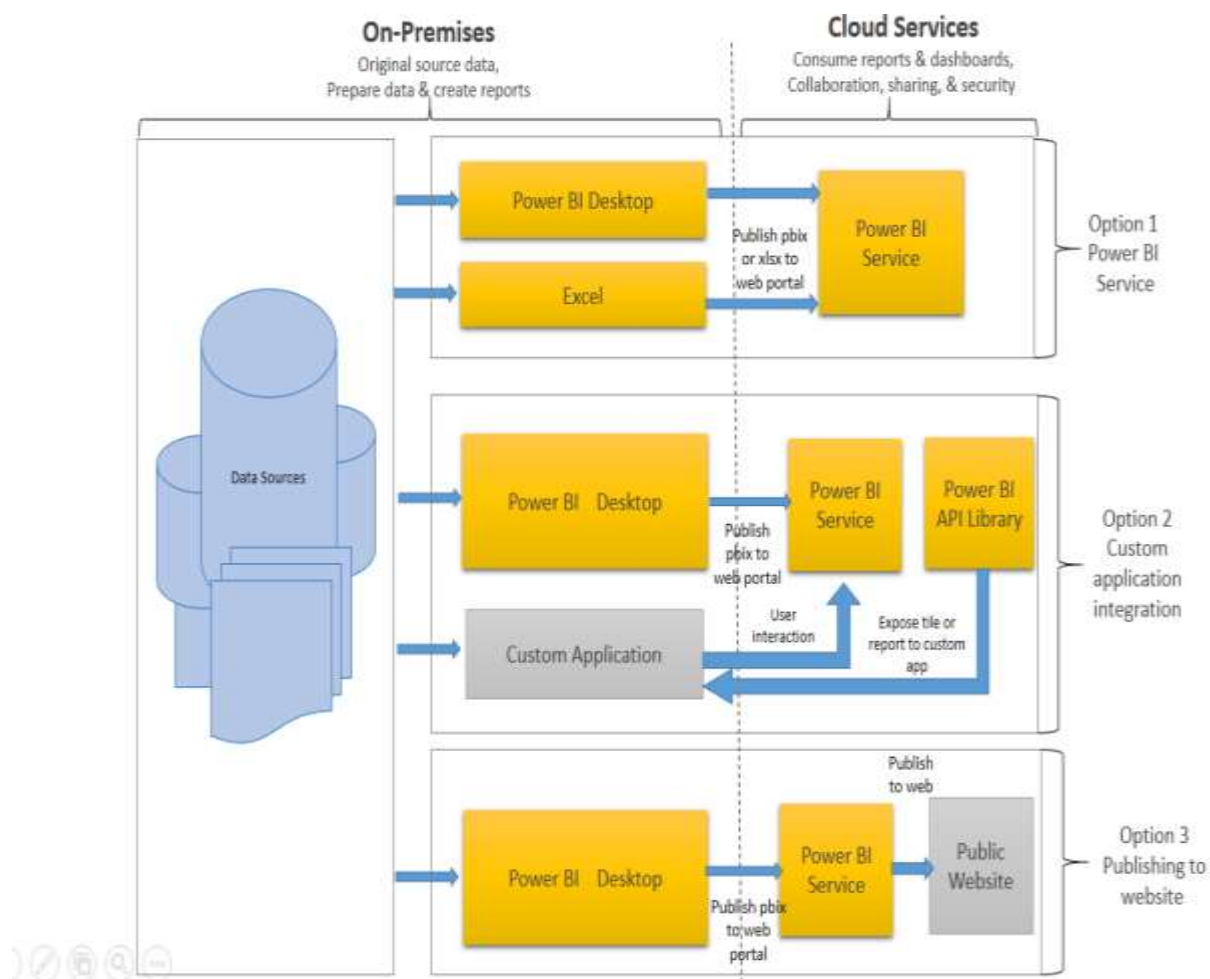 On-Premises
Original source data,
Prepare data & create reports
Cloud Services
Consume reports & dashboards,
Collaboration, sharing, & security
Data Sources
Power BI Desktop
Excel
Publish pbix
or xlsx to
web portal
Power BI
Service
Option 1
Power BI
Service
Power BI Desktop
Publish
pbix to
web portal
Power BI
Service
Power BI
API Library
Custom Application
User
interaction
Expose tile or
report to custom
app
Option 2
Custom
application
integration
Power BI Desktop
Publish pbix
to web
portal
Power BI
Service
Publish
to web
Public
Website
Option 3
Publishing to
website